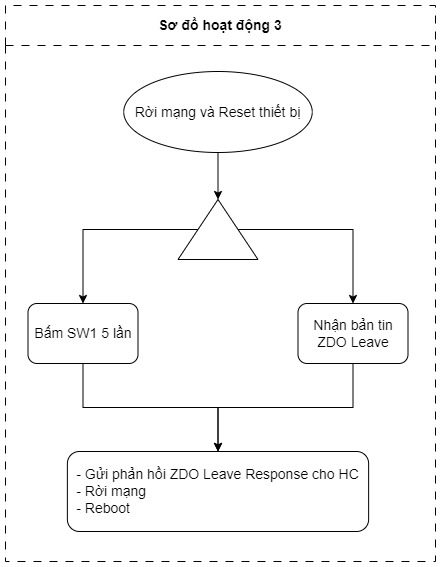 Sơ đồ hoạt động 3
Rời mạng và Reset thiết bị
Bấm SW1 5 lần
Nhận bản tin
ZDO Leave
- Gửi phản hồi ZDO Leave Response cho HC
- Rời mạng
- Reboot